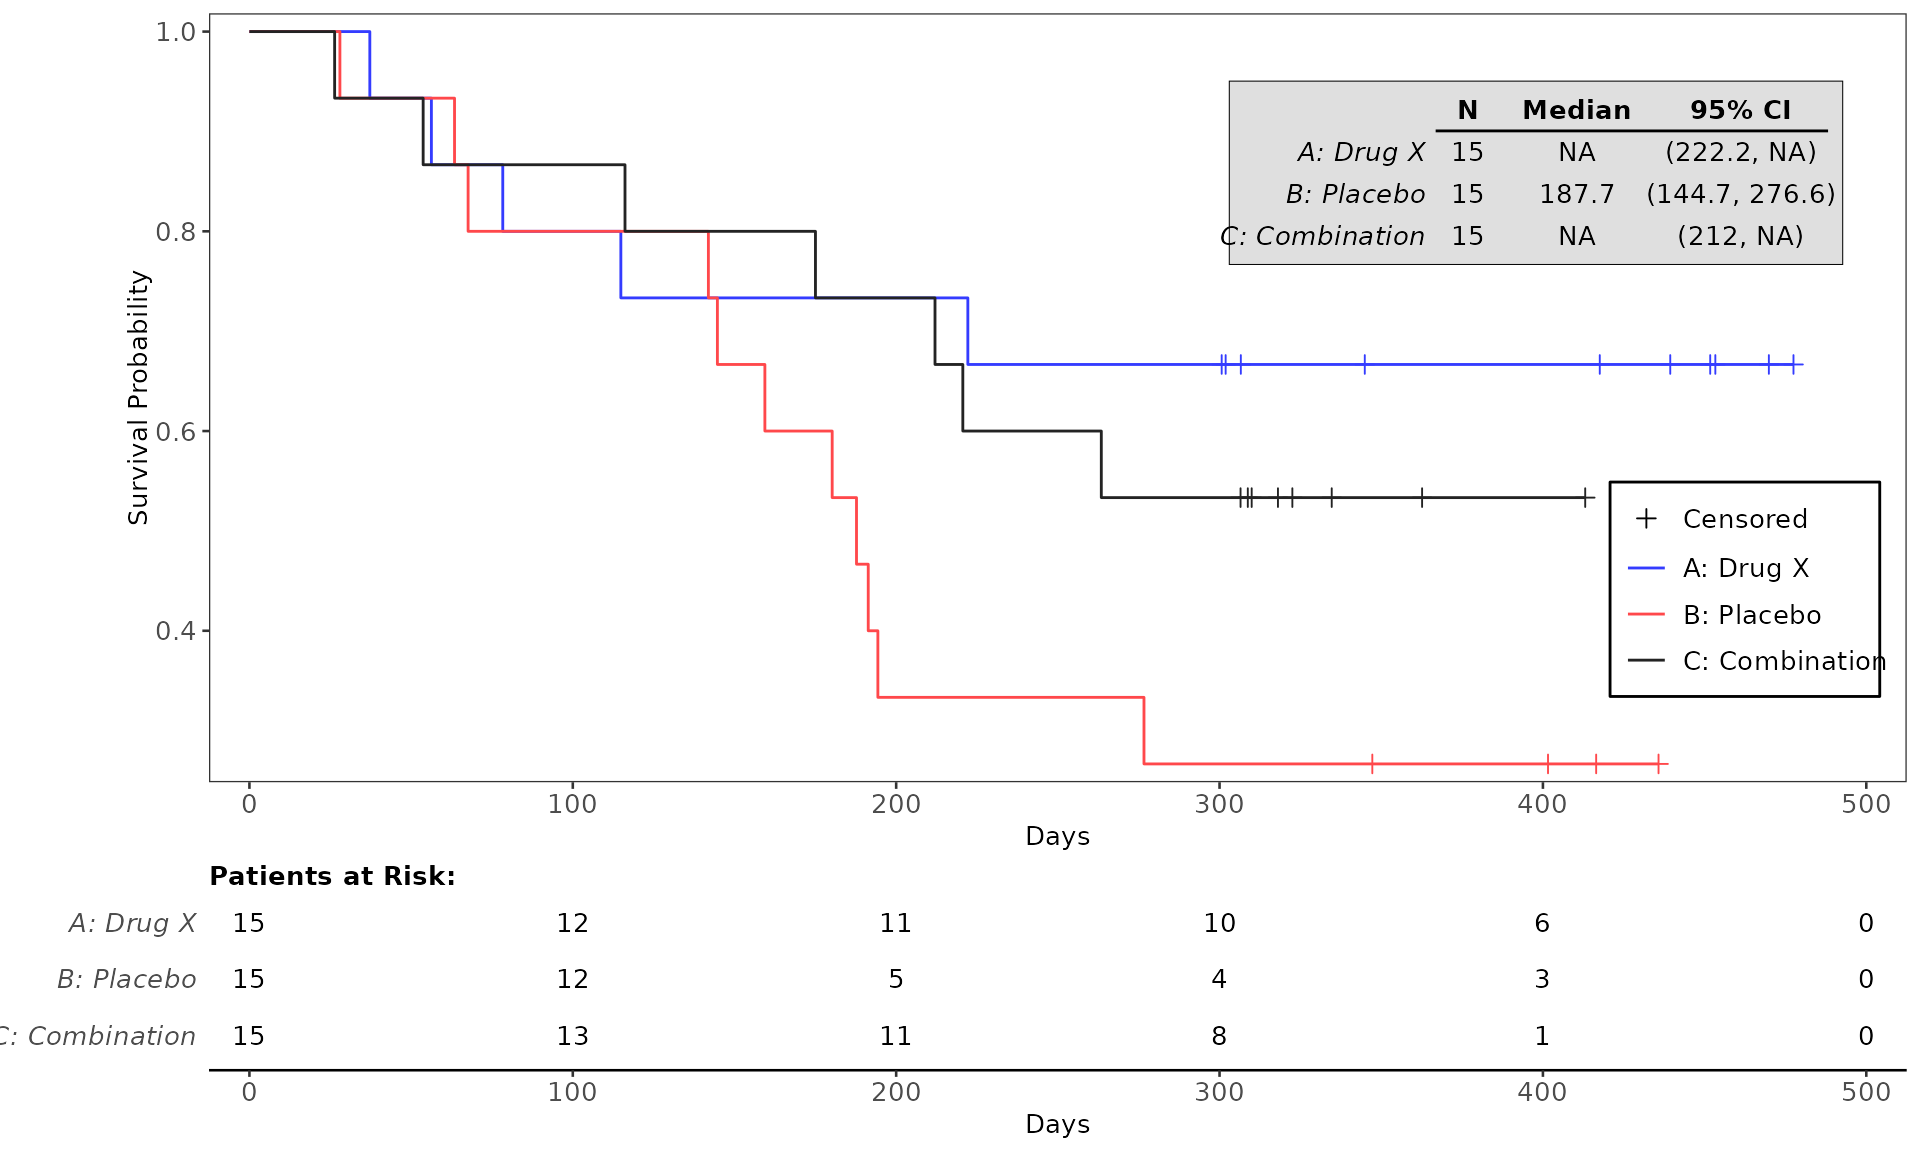 1.0
0.8
0.6
0.4
Survival Probability
N Median 95% CI
A: Drug X 15 NA (222.2, NA)
B: Placebo 15 187.7 (144.7, 276.6)
C: Combination 15 NA (212, NA)
Censored
A: Drug X
B: Placebo
C: Combination
0 100 200 300 400 500
Days
Patients at Risk:
A: Drug X 15 12 11 10 6 0
B: Placebo 15 12 5 4 3 0
C: Combination 15 13 11 8 1 0
0 100 200 300 400 500
Days